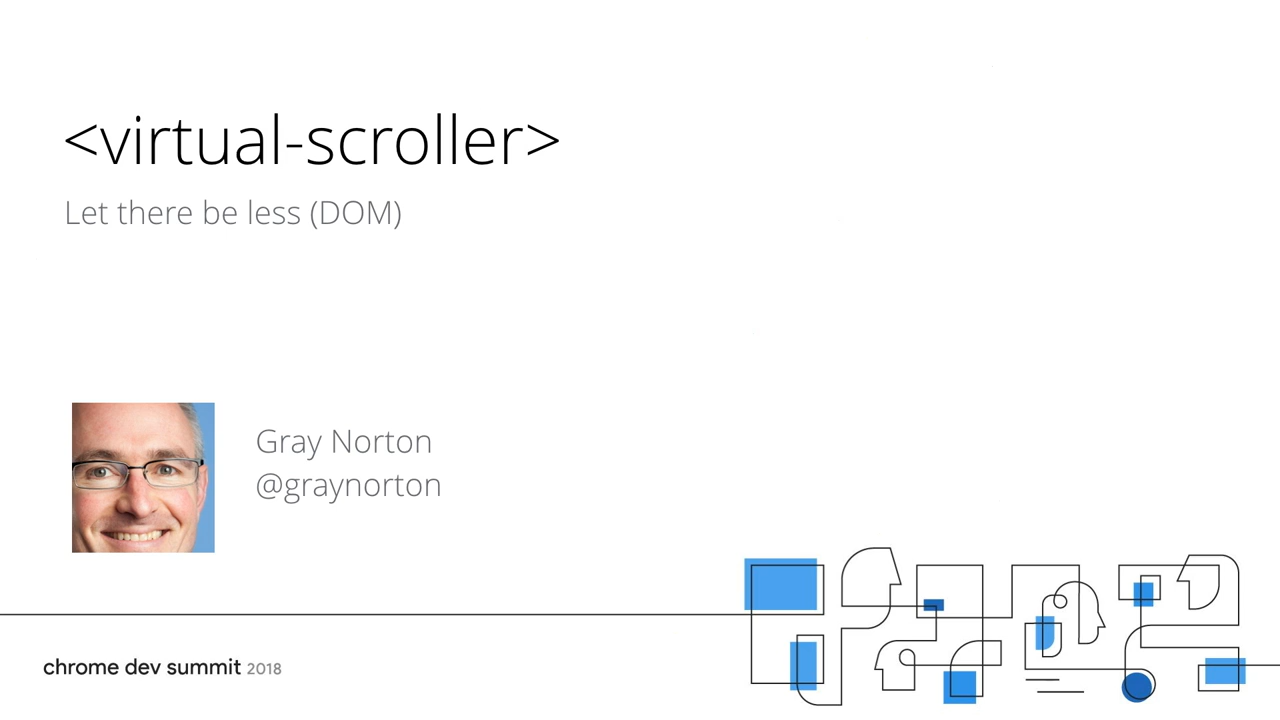 <virtual-scroller>
Let there be less (DOM)
Gray Norton
@graynorton
chrome dev summit 2018